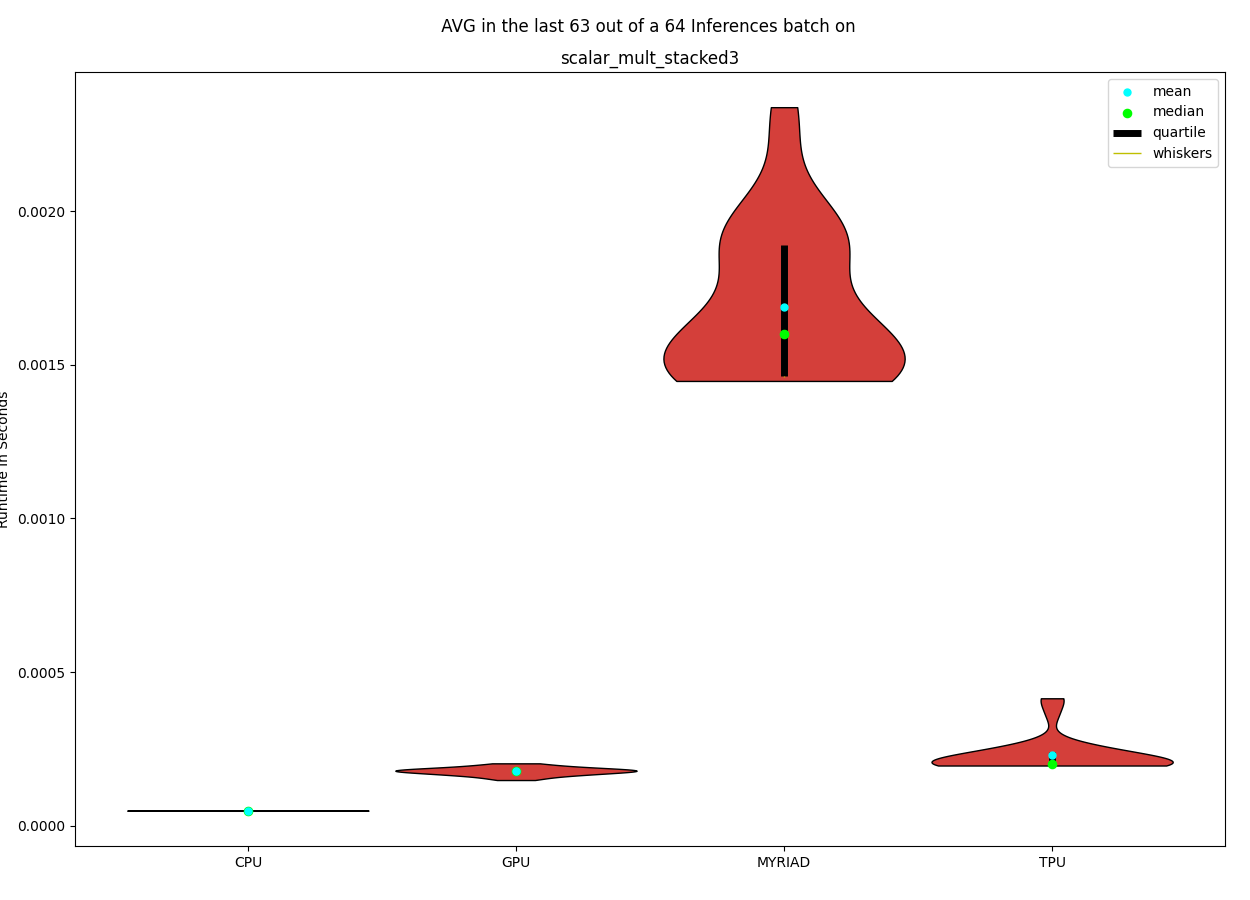 AVG in the last 63 out of a 64 Inferences batch on
scalar_mult_stacked3
mean
median
quartile
whiskers
Runtime in Seconds
0.0020
0.0015
0.0010
0.0005
0.0000
CPU
GPU
MYRIAD
TPU